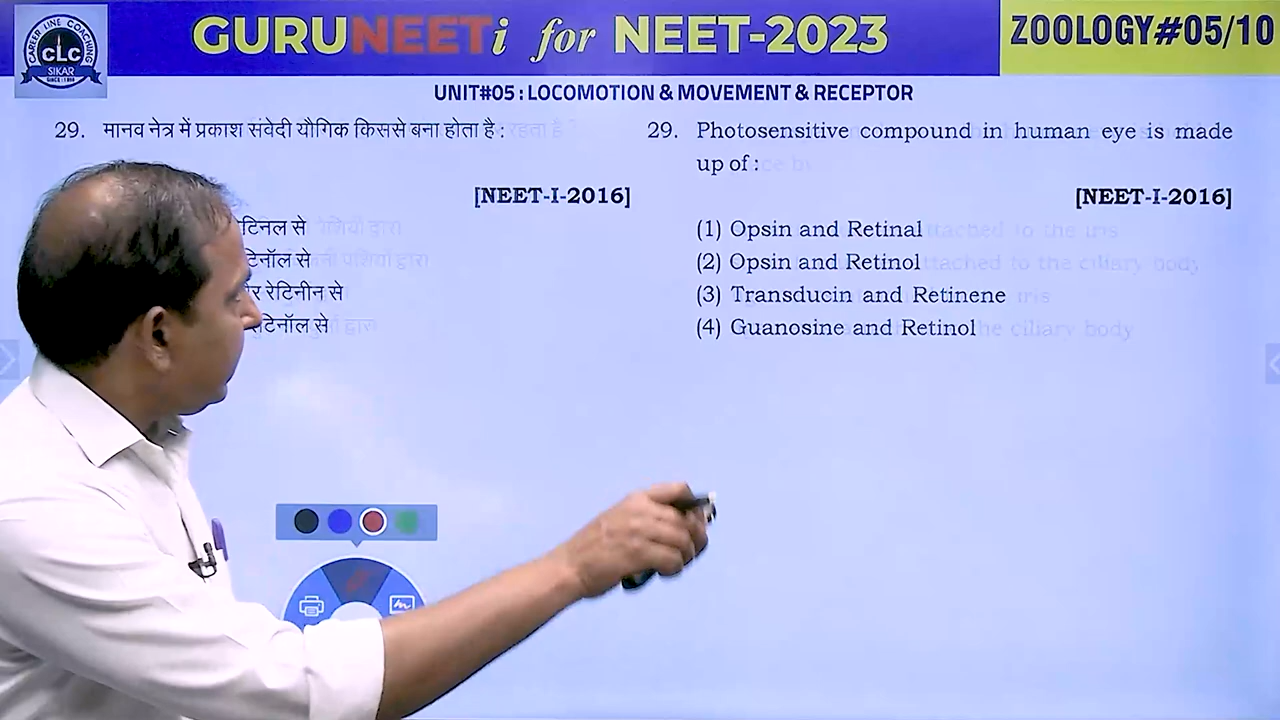 CAREER LINE COACHING
CLC
SIKAR
SINCE : 1996
GURUNEETi for NEET-2023
ZOOLOGY#05/10
UNIT#05 : LOCOMOTION & MOVEMENT & RECEPTOR
29. मानव नेत्र में प्रकाश संवेदी यौगिक किससे बना होता है :
[NEET-I-2016]
से
से
रेटिनीन से
से
29. Photosensitive compound in human eye is made
up of :
[NEET-I-2016]
(1) Opsin and Retinal
(2) Opsin and Retinol
(3) Transducin and Retinene
(4) Guanosine and Retinol